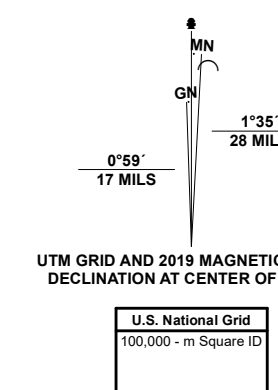 MN
GN
1°35´
28 MIL
0°59´
17 MILS
UTM GRID AND 2019 MAGNETIC
DECLINATION AT CENTER OF
U.S. National Grid
100,000 - m Square ID